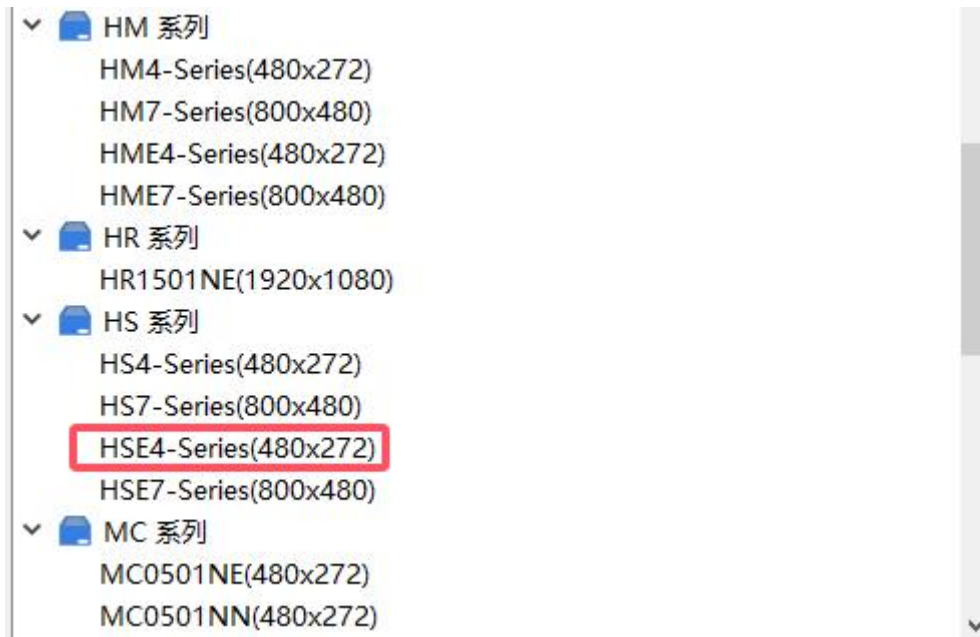 HM 系列
HM4-Series(480x272)
HM7-Series(800x480)
HME4-Series(480x272)
HME7-Series(800x480)
HR 系列
HR1501NE(1920x1080)
HS 系列
HS4-Series(480x272)
HS7-Series(800x480)
HSE4-Series(480x272)
HSE7-Series(800x480)
MC 系列
MC0501NE(480x272)
MC0501NN(480x272)